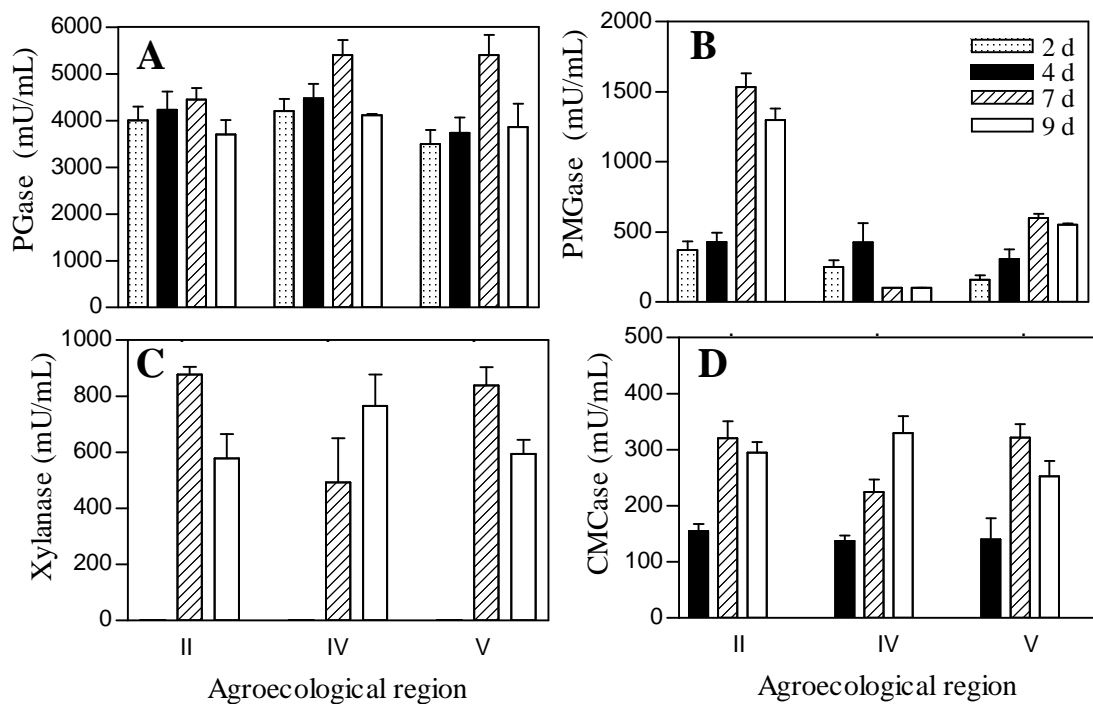 A
PGase (mU/mL)
6000
5000
4000
3000
2000
1000
0
B
PMGase (mU/mL)
2000
1500
1000
500
0
2 d
4 d
7 d
9 d
C
Xylanase (mU/mL)
1000
800
600
400
200
0
II
IV
V
Agroecological region
D
CMCase (mU/mL)
500
400
300
200
100
0
II
IV
V
Agroecological region